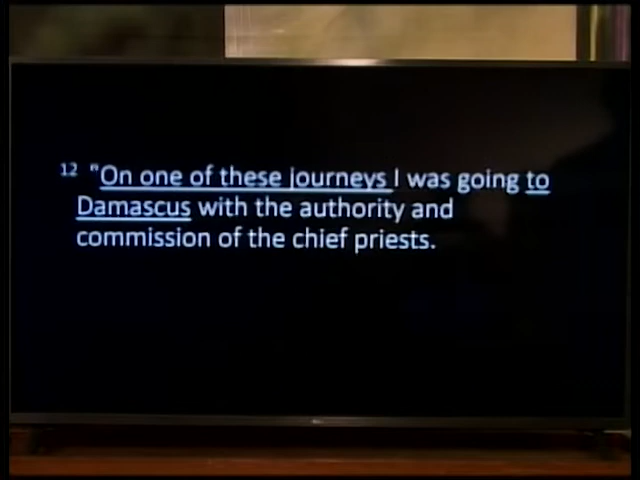 12 "On one of these journeys I was going to
Damascus with the authority and
commission of the chief priests.